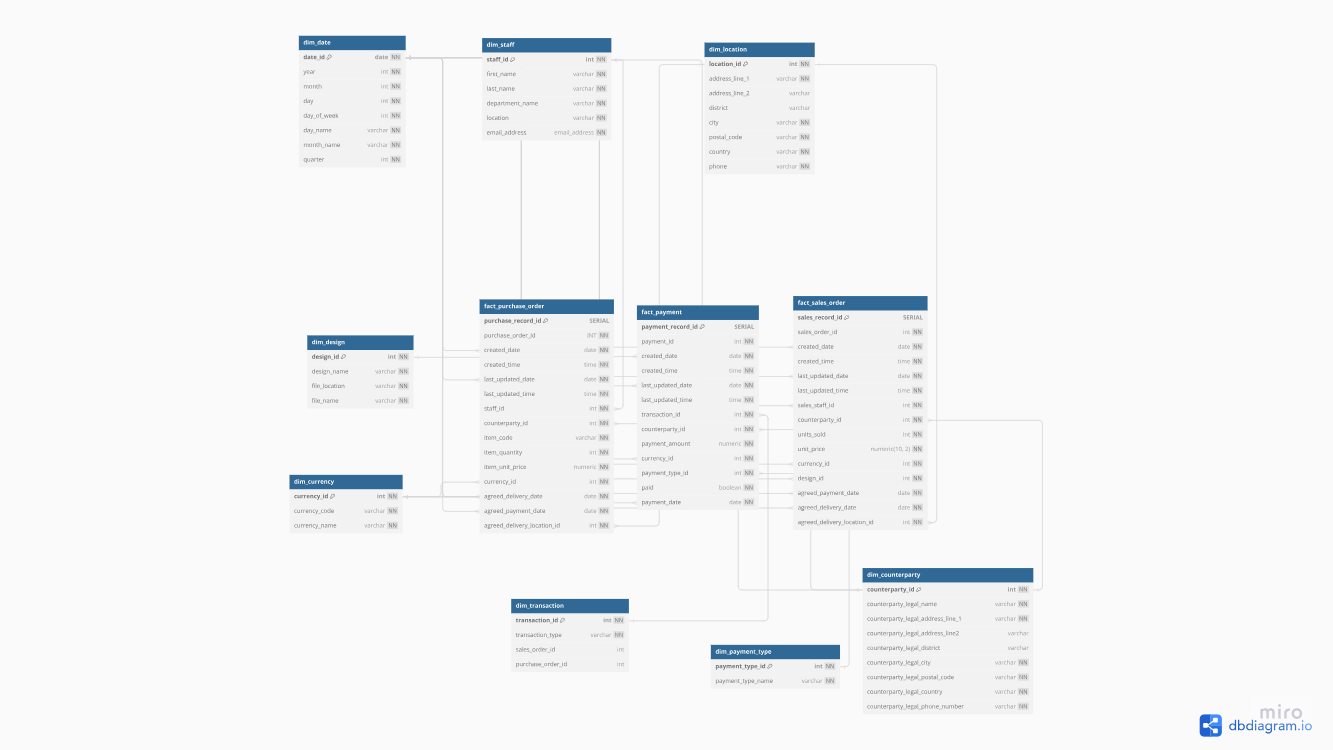 dim_date
date_id date NN
year int NN
month int NN
day int NN
day_of_week int NN
day_name varchar NN
month_name varchar NN
quarter int NN
dim_staff
staff_id int NN
first_name varchar NN
last_name varchar NN
department_name varchar NN
location varchar NN
email_address email_address NN
dim_location
location_id int NN
address_line_1 varchar NN
address_line_2 varchar
district varchar
city varchar NN
postal_code varchar NN
country varchar NN
phone varchar NN
dim_design
design_id int NN
design_name varchar NN
file_location varchar NN
file_name varchar NN
dim_currency
currency_id int NN
currency_code varchar NN
currency_name varchar NN
fact_purchase_order
purchase_record_id SERIAL
purchase_order_id INT NN
created_date date NN
created_time time NN
last_updated_date date NN
last_updated_time time NN
staff_id int NN
counterparty_id int NN
item_code varchar NN
item_quantity int NN
item_unit_price numeric NN
currency_id int NN
agreed_delivery_date date NN
agreed_payment_date date NN
agreed_delivery_location_id int NN
fact_payment
payment_record_id SERIAL
payment_id int NN
created_date date NN
created_time time NN
last_updated_date date NN
last_updated_time time NN
transaction_id int NN
counterparty_id int NN
payment_amount numeric NN
currency_id int NN
payment_type_id int NN
paid boolean NN
payment_date date NN
fact_sales_order
sales_record_id SERIAL
sales_order_id int NN
created_date date NN
created_time time NN
last_updated_date date NN
last_updated_time time NN
sales_staff_id int NN
counterparty_id int NN
units_sold int NN
unit_price numeric(10, 2) NN
currency_id int NN
design_id int NN
agreed_payment_date date NN
agreed_delivery_date date NN
agreed_delivery_location_id int NN
dim_transaction
transaction_id int NN
transaction_type varchar NN
sales_order_id int
purchase_order_id int
dim_payment_type
payment_type_id int NN
payment_type_name varchar NN
dim_counterparty
counterparty_id int NN
counterparty_legal_name varchar NN
counterparty_legal_address_line_1 varchar NN
counterparty_legal_address_line2 varchar
counterparty_legal_district varchar
counterparty_legal_city varchar NN
counterparty_legal_postal_code varchar NN
counterparty_legal_country varchar NN
counterparty_legal_phone_number varchar NN
miro
dbdiagram.io